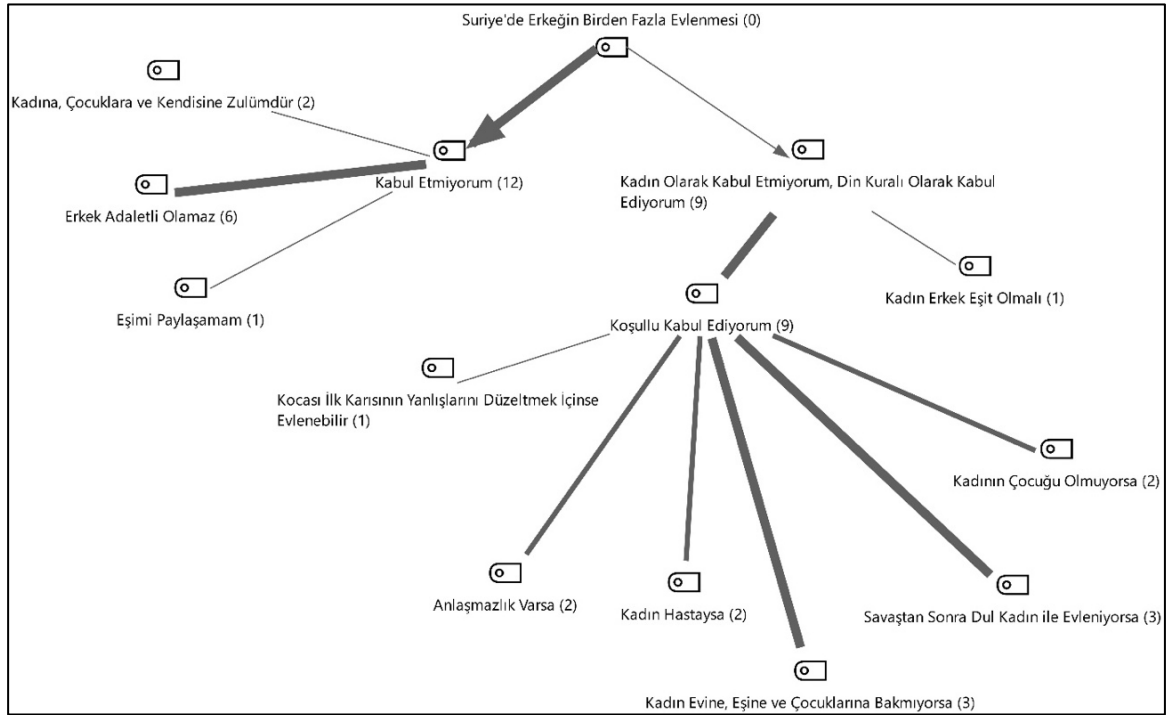 Suriye'de Erkeğin Birden Fazla Evlenmesi (0)
Kadına, Çocuklara ve Kendisine Zulümdür (2)
Kabul Etmiyorum (12)
Kadın Olarak Kabul Etmiyorum, Din Kuralı Olarak Kabul
Ediyorum (9)
Erkek Adaletli Olamaz (6)
Kadın Erkek Eşit Olmalı (1)
Eşimi Paylaşamam (1)
Koşullu Kabul Ediyorum (9)
Kocası İlk Karısının Yanlışlarını Düzeltmek İçinse
Evlenebilir (1)
Kadının Çocuğu Olmuyorsa (2)
Anlaşmazlık Varsa (2)
Kadın Hastaysa (2)
Savaştan Sonra Dul Kadın ile Evleniyorsa (3)
Kadın Evine, Eşine ve Çocuklarına Bakmıyorsa (3)